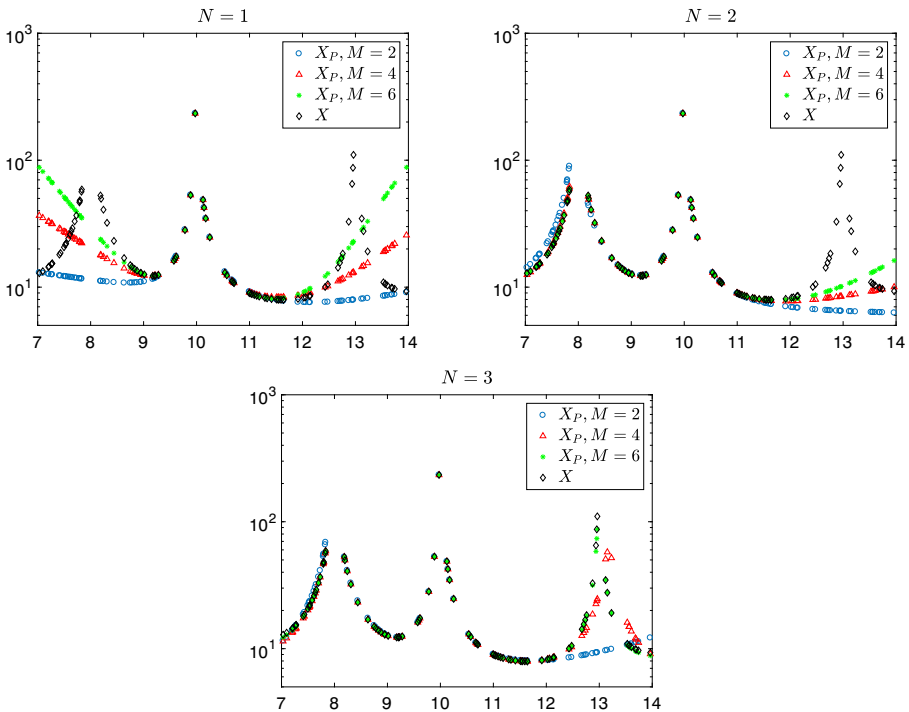 N = 1
10^3
10^2
10^1
7 8 9 10 11 12 13 14
X_P, M = 2
X_P, M = 4
X_P, M = 6
X
N = 2
10^3
10^2
10^1
7 8 9 10 11 12 13 14
X_P, M = 2
X_P, M = 4
X_P, M = 6
X
N = 3
10^3
10^2
10^1
7 8 9 10 11 12 13 14
X_P, M = 2
X_P, M = 4
X_P, M = 6
X